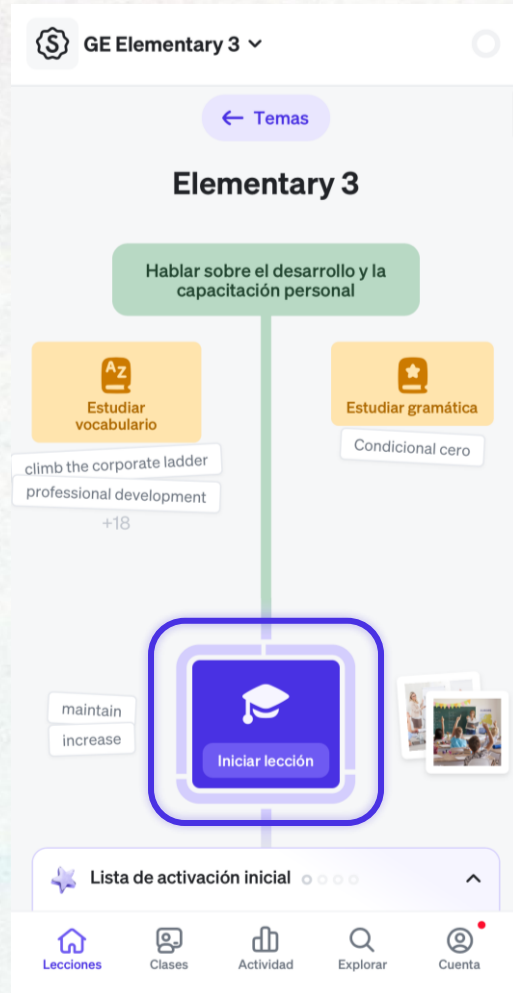 GE Elementary 3
Temas
Elementary 3
Hablar sobre el desarrollo y la
capacitación personal
AZ
Estudiar
vocabulario
climb the corporate ladder
professional development
+18
Estudiar gramática
Condicional cero
maintain
increase
Iniciar lección
Lista de activación inicial
Lecciones
Clases
Actividad
Explorar
Cuenta